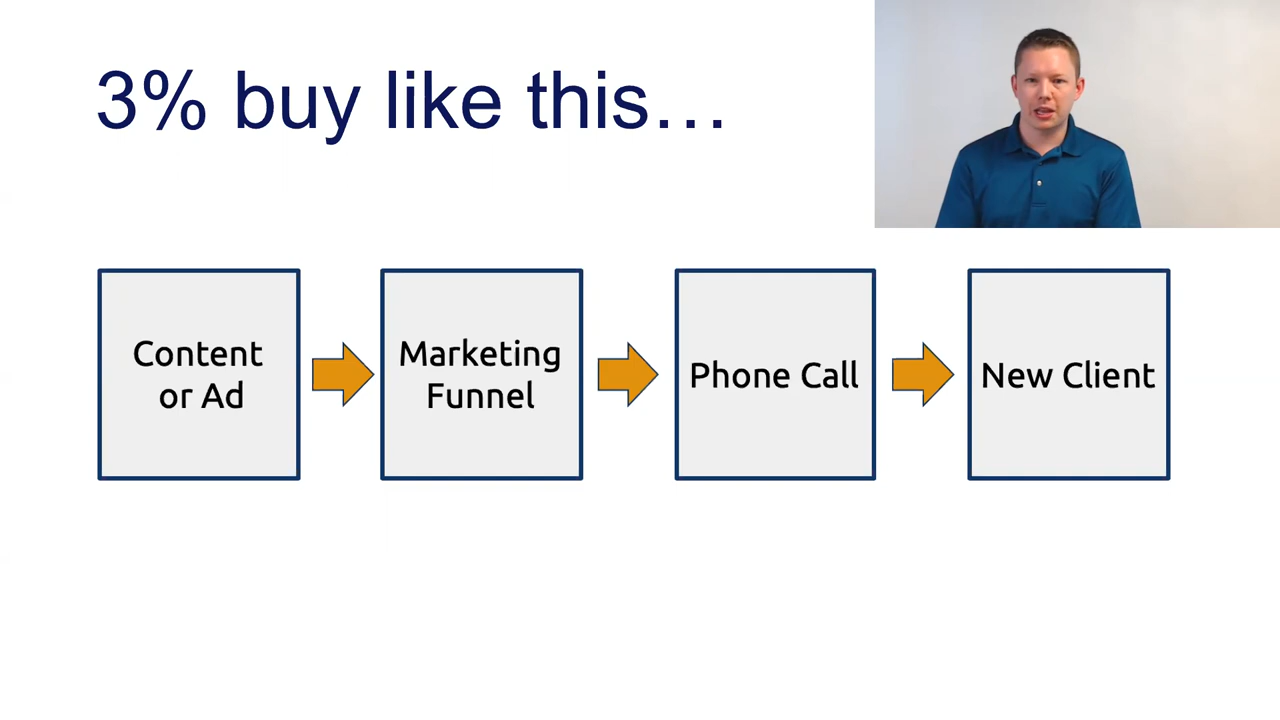 3% buy like this…
Content
or Ad
Marketing
Funnel
Phone Call
New Client